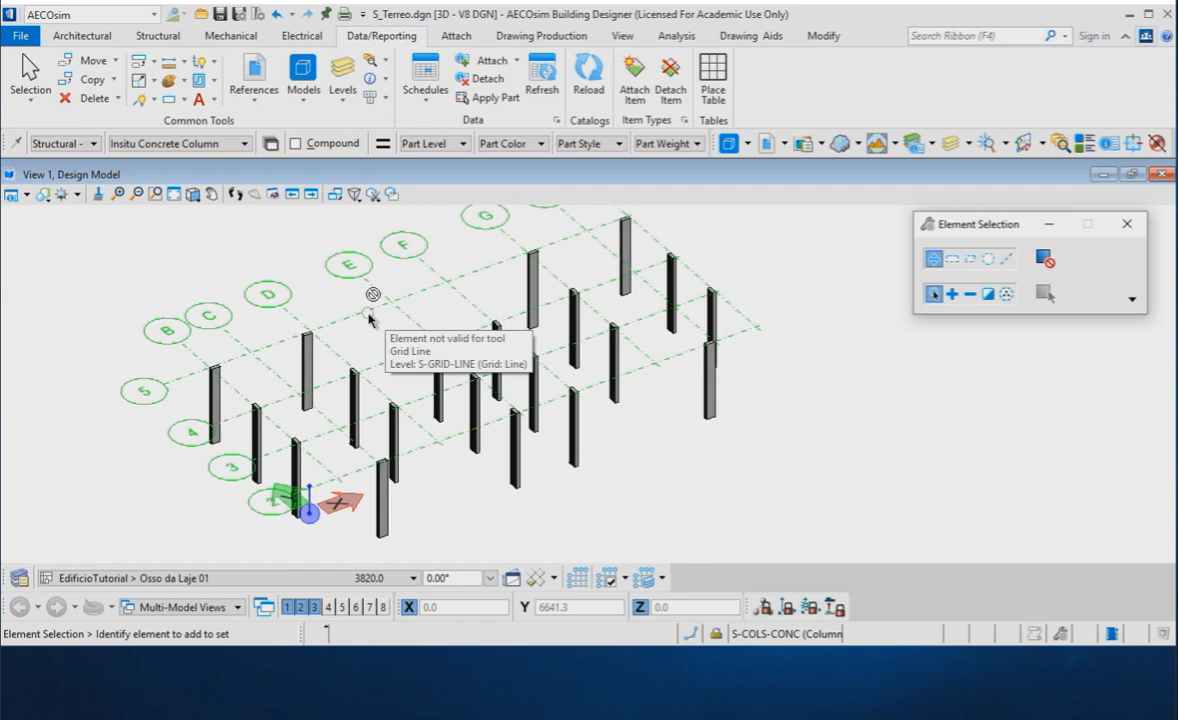 AECOsim
S_Terreo.dgn [3D - V8 DGN] - AECOsim Building Designer (Licensed For Academic Use Only)
File Architectural Structural Mechanical Electrical Data/Reporting Attach Drawing Production View Analysis Drawing Aids Modify Search Ribbon (F4) Sign in
Selection
Move
Copy
Delete
References
Models
Levels
Common Tools
Schedules
Attach
Detach
Apply Part
Refresh
Data
Reload
Catalogs
Attach Item
Detach Item
Item Types
Place Table
Tables
Structural - Insitu Concrete Column Compound Part Level Part Color Part Style Part Weight
View 1, Design Model
Element Selection
G
F
E
D
C
B
5
4
3
2
X
Element not valid for tool
Grid Line
Level: S-GRID-LINE (Grid: Line)
EdificioTutorial > Osso da Laje 01 3820.0 0.00°
Multi-Model Views 1 2 3 4 5 6 7 8 X 0.0 Y 6641.3 Z 0.0
Element Selection > Identify element to add to set S-COLS-CONC (Column